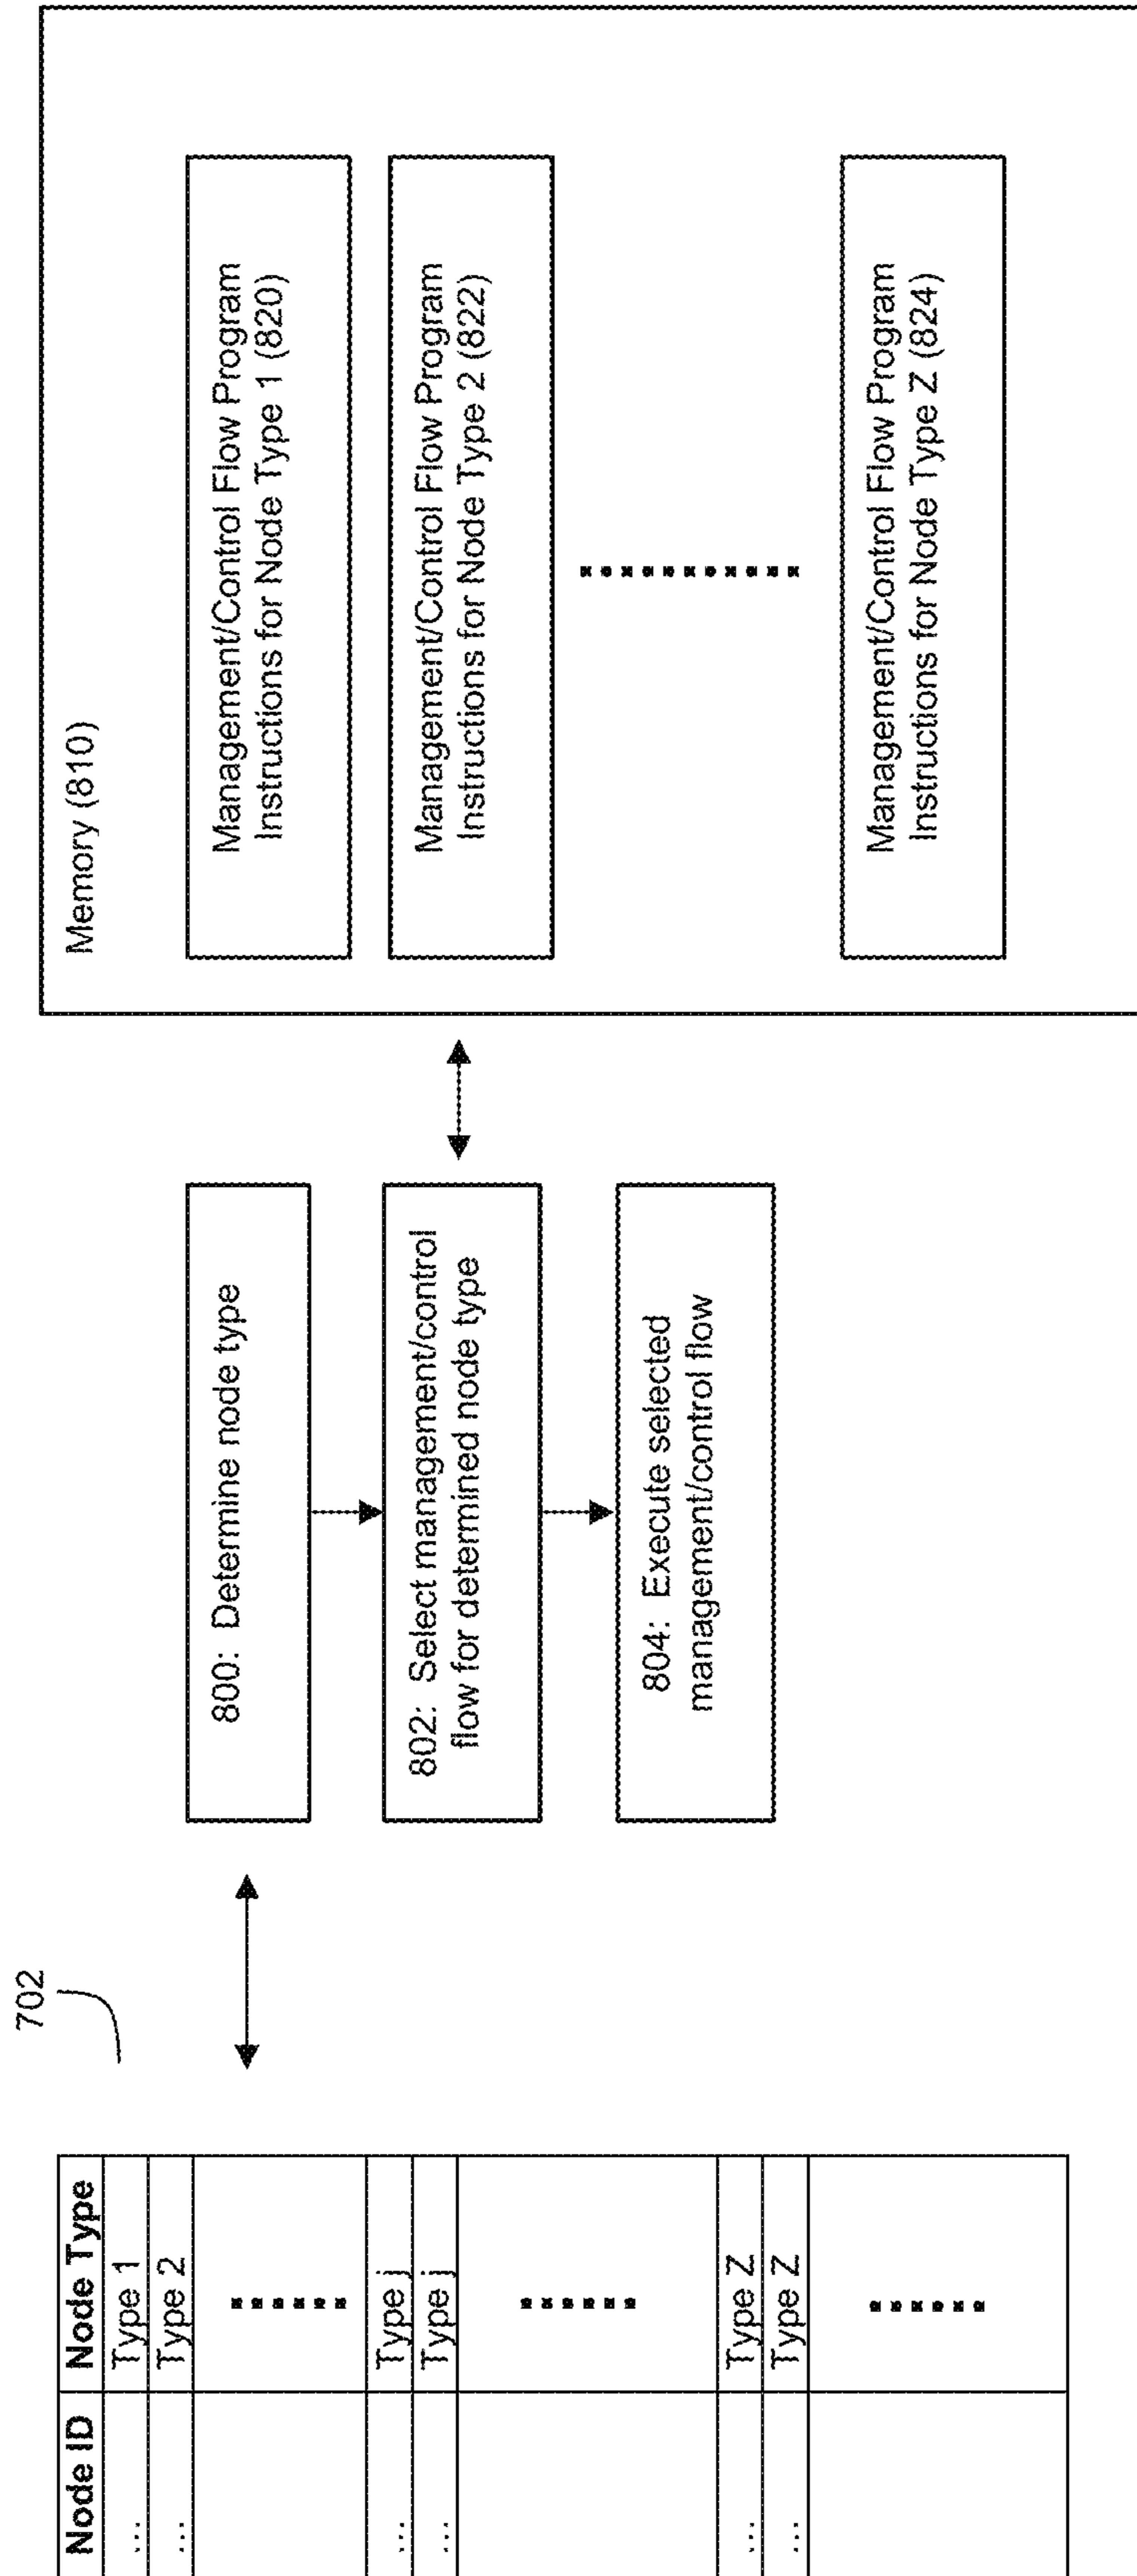 702
Node ID Node Type
... Type 1
... Type 2
... Type j
... Type j
... Type Z
... Type Z
800: Determine node type
802: Select management/control
flow for determined node type
804: Execute selected
management/control flow
Memory (810)
Management/Control Flow Program
Instructions for Node Type 1 (820)
Management/Control Flow Program
Instructions for Node Type 2 (822)
Management/Control Flow Program
Instructions for Node Type Z (824)